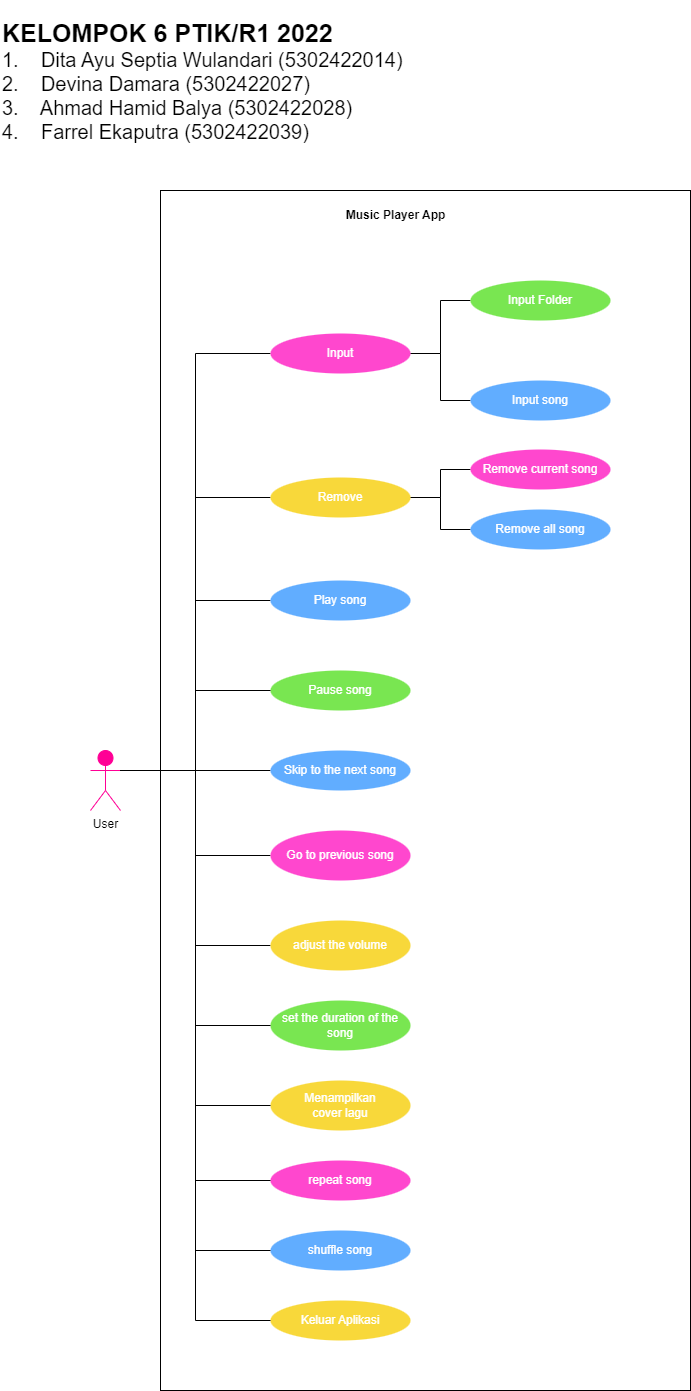 KELOMPOK 6 PTIK/R1 2022
1. Dita Ayu Septia Wulandari (5302422014)
2. Devina Damara (5302422027)
3. Ahmad Hamid Balya (5302422028)
4. Farrel Ekaputra (5302422039)
Music Player App
Input Folder
Input
Input song
Remove current song
Remove
Remove all song
Play song
Pause song
Skip to the next song
User
Go to previous song
adjust the volume
set the duration of the
song
Menampilkan
cover lagu
repeat song
shuffle song
Keluar Aplikasi